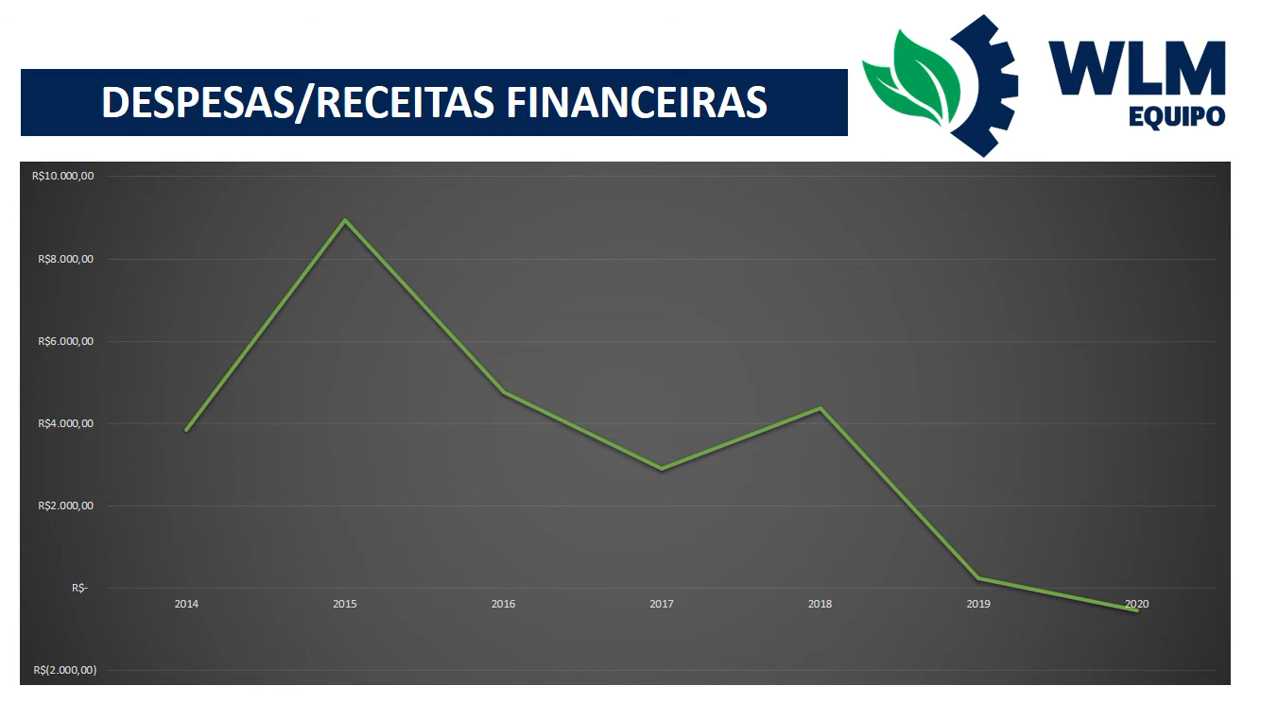 DESPESAS/RECEITAS FINANCEIRAS
WLM
EQUIPO
R$10.000,00
R$8.000,00
R$6.000,00
R$4.000,00
R$2.000,00
R$-
2014 2015 2016 2017 2018 2019 2020
R$(2.000,00)